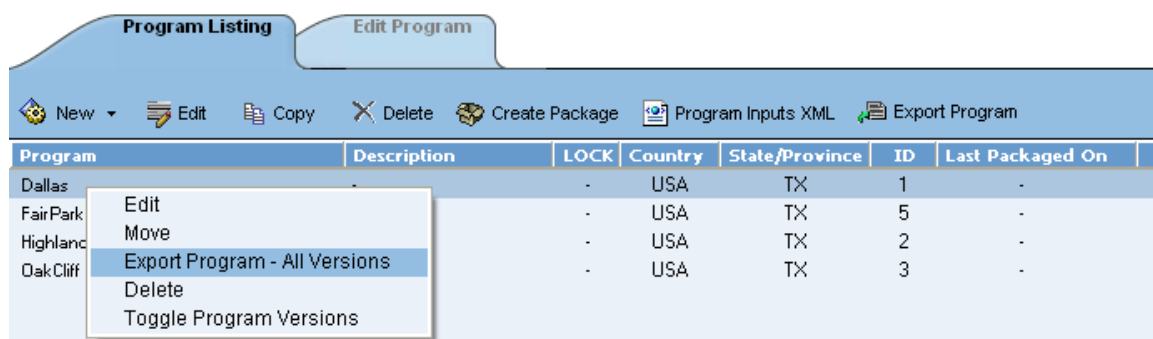 Program Listing Edit Program
New Edit Copy Delete Create Package Program Inputs XML Export Program
Program Description LOCK Country State/Province ID Last Packaged On
Dallas - - USA TX 1 -
FairPark - USA TX 5 -
Highland - USA TX 2 -
OakCliff - USA TX 3 -
Edit
Move
Export Program - All Versions
Delete
Toggle Program Versions